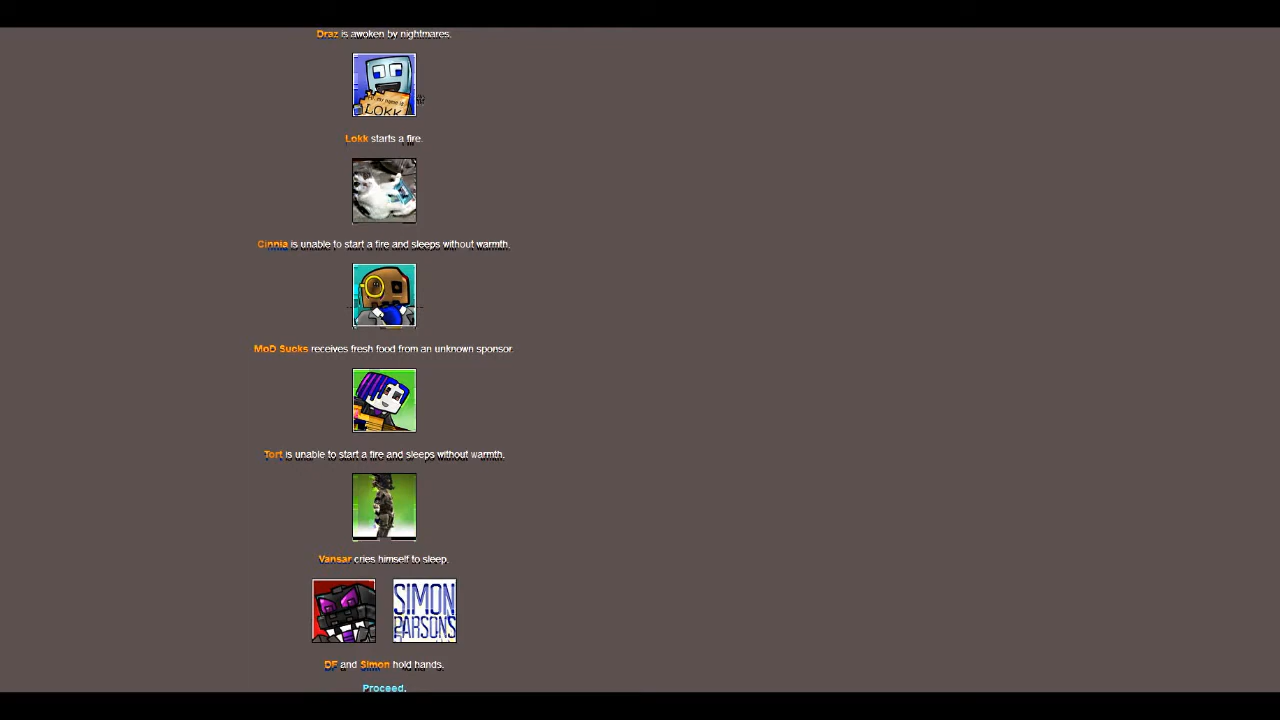 Draz is awoken by nightmares.
LOKK
Lokk starts a fire.
Cinnia is unable to start a fire and sleeps without warmth.
MoD Sucks receives fresh food from an unknown sponsor.
Tort is unable to start a fire and sleeps without warmth.
Vansar cries himself to sleep.
SIMON
PARSONS
DF and Simon hold hands.
Proceed.